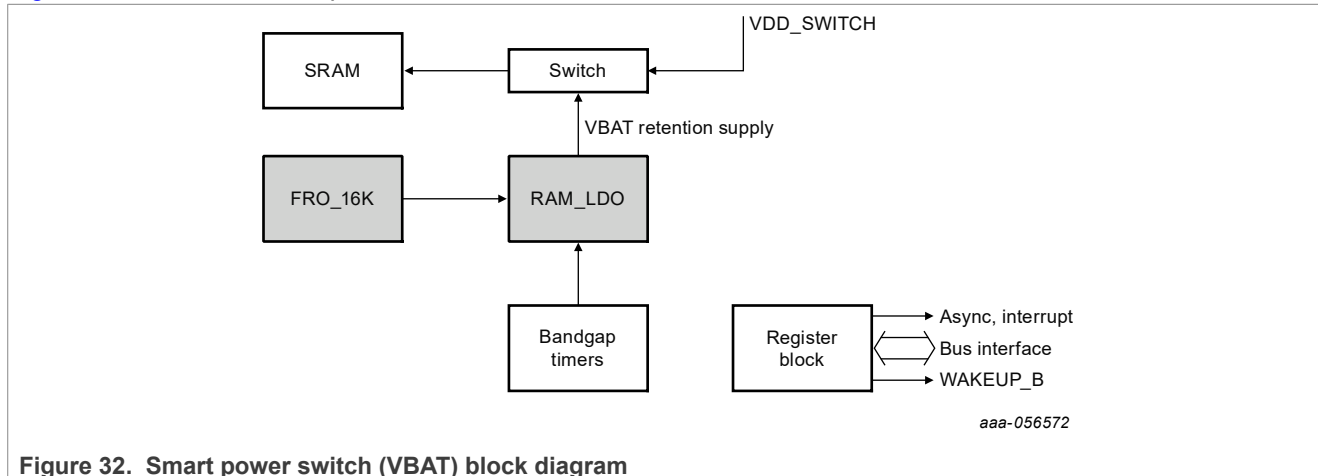 VDD_SWITCH
SRAM
Switch
VBAT retention supply
FRO_16K
RAM_LDO
Bandgap
timers
Register
block
Async, interrupt
Bus interface
WAKEUP_B
aaa-056572
Figure 32. Smart power switch (VBAT) block diagram